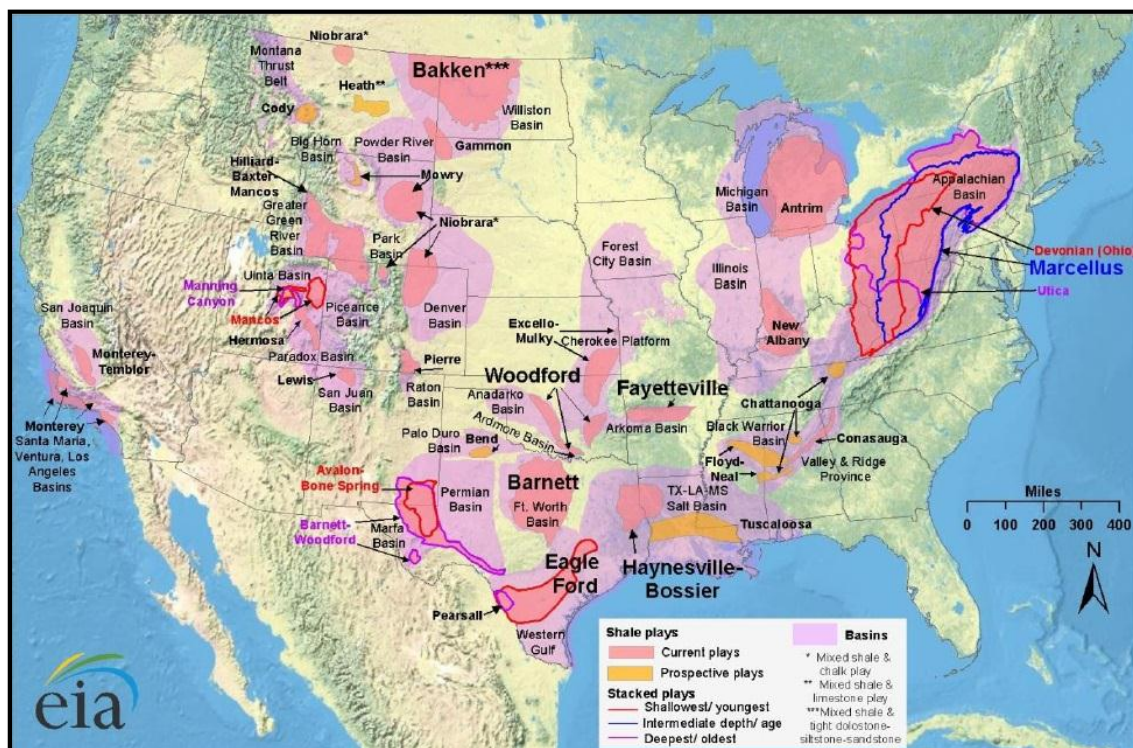 Niobrara*
Montana
Thrust
Belt
Bakken***
Heath**
Cody
Williston
Basin
Big Horn
Basin
Powder River
Basin
Gammon
Hilliard-
Baxter-
Mancos
Mowry
Greater
Green
River
Basin
Niobrara*
Park
Basin
Michigan
Basin
Antrim
Appalachian
Basin
Devonian (Ohio)
Marcellus
Utica
Forest
City Basin
Illinois
Basin
Uinta Basin
Manning
Canyon
Mancos
Piceance
Basin
Denver
Basin
San Joaquin
Basin
Hermosa
Excello-
Mulky
Cherokee Platform
New
Albany
Monterey-
Temblor
Paradox Basin
Pierre
Lewis
San Juan
Basin
Raton
Basin
Woodford
Anadarko
Basin
Fayetteville
Arkoma Basin
Ardmore Basin
Chattanooga
Black Warrior
Basin
Conasauga
Monterey
Santa Maria,
Ventura, Los
Angeles
Basins
Palo Duro
Basin
Bend
Floyd-
Neal
Valley & Ridge
Province
Avalon-
Bone Spring
Permian
Basin
Barnett
Ft. Worth
Basin
TX-LA-MS
Salt Basin
Tuscaloosa
Barnett-
Woodford
Marfa
Basin
Eagle
Ford
Haynesville-
Bossier
Pearsall
Western
Gulf
Miles
0 100 200 300 400
N
Shale plays
Current plays
Prospective plays
Stacked plays
Shallowest/ youngest
Intermediate depth/ age
Deepest/ oldest
Basins
* Mixed shale &
chalk play
** Mixed shale &
limestone play
***Mixed shale &
tight dolostone-
siltstone-sandstone
eia